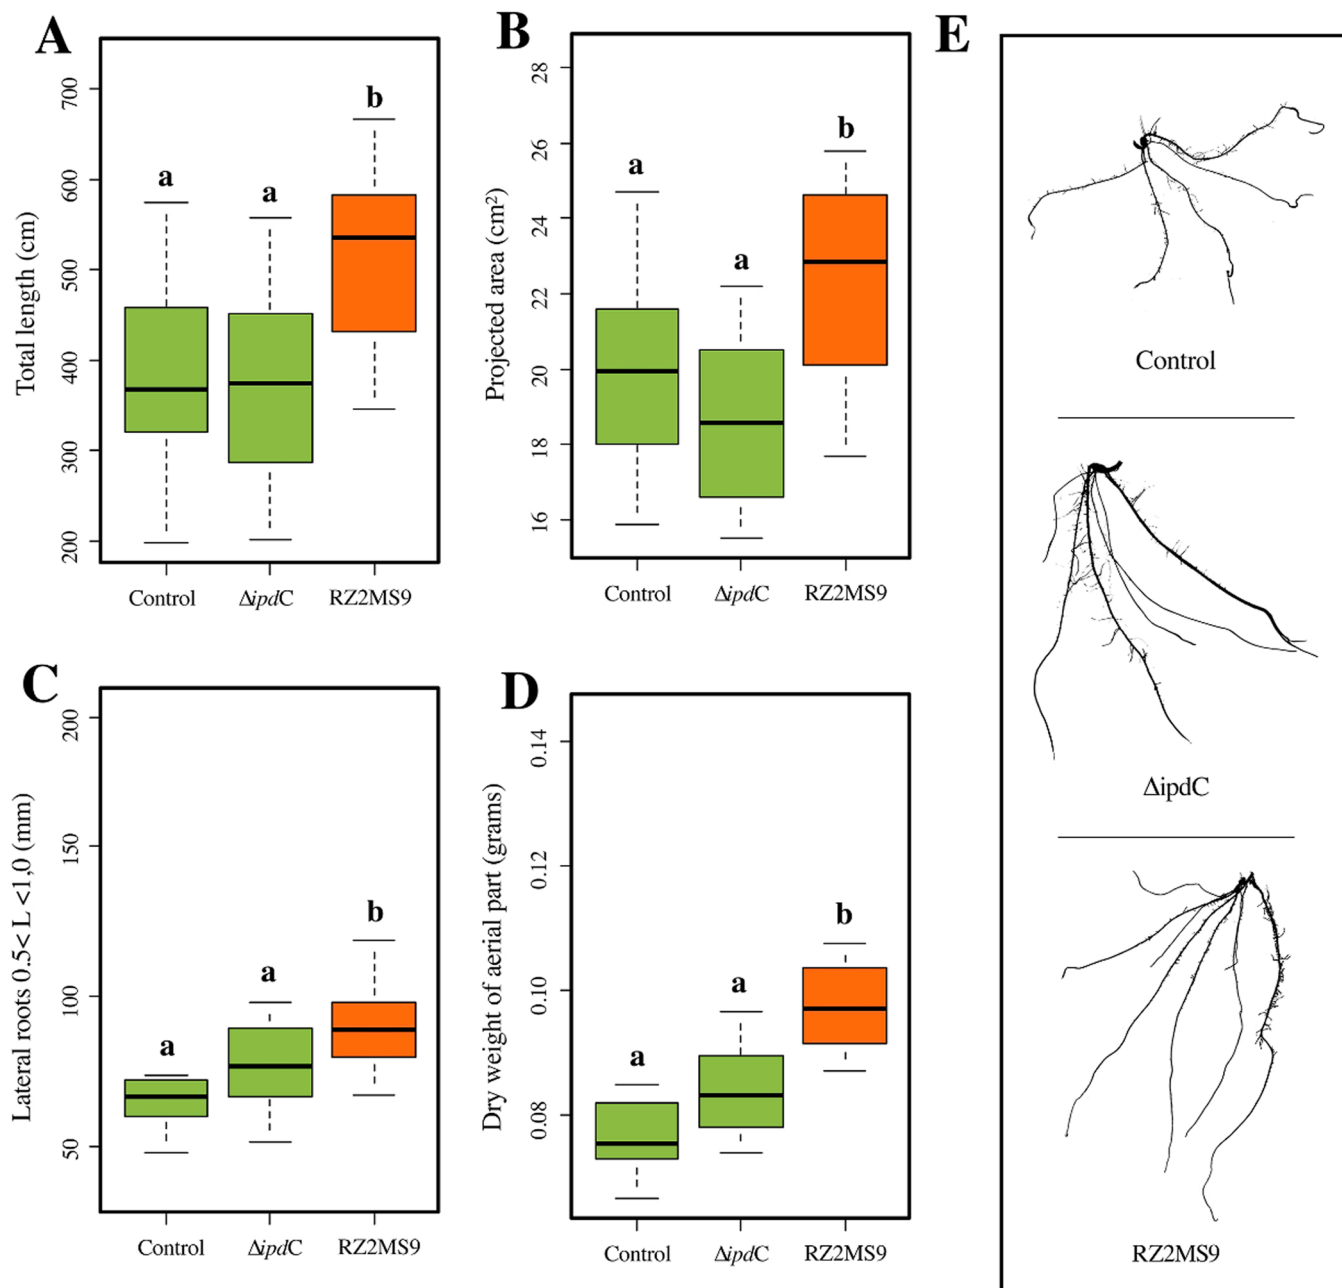 A
Total length (cm)
700
600
500
400
300
200
a
a
b
Control
ΔipdC
RZ2MS9
B
Projected area (cm²)
28
26
24
22
20
18
16
a
a
b
Control
ΔipdC
RZ2MS9
C
Lateral roots 0.5< L <1,0 (mm)
200
150
100
50
a
a
b
Control
ΔipdC
RZ2MS9
D
Dry weight of aerial part (grams)
0.14
0.12
0.10
0.08
a
a
b
Control
ΔipdC
RZ2MS9
E
Control
ΔipdC
RZ2MS9